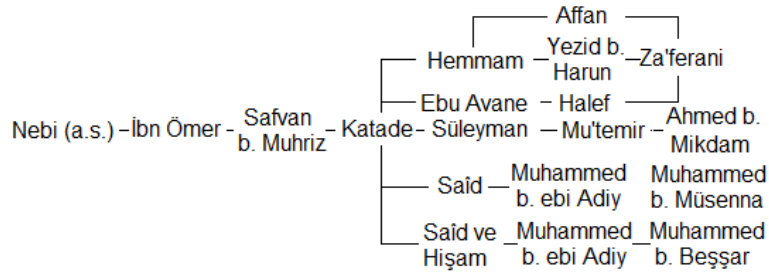 Affan
Hemmam Yezid b. Harun Za'ferani
Ebu Avane Halef
Nebi (a.s.) İbn Ömer Safvan b. Muhriz Katade Süleyman Mu'temir Ahmed b. Mikdam
Saîd Muhammed b. ebi Adiy Muhammed b. Müsenna
Saîd ve Hişam Muhammed b. ebi Adiy Muhammed b. Beşşar